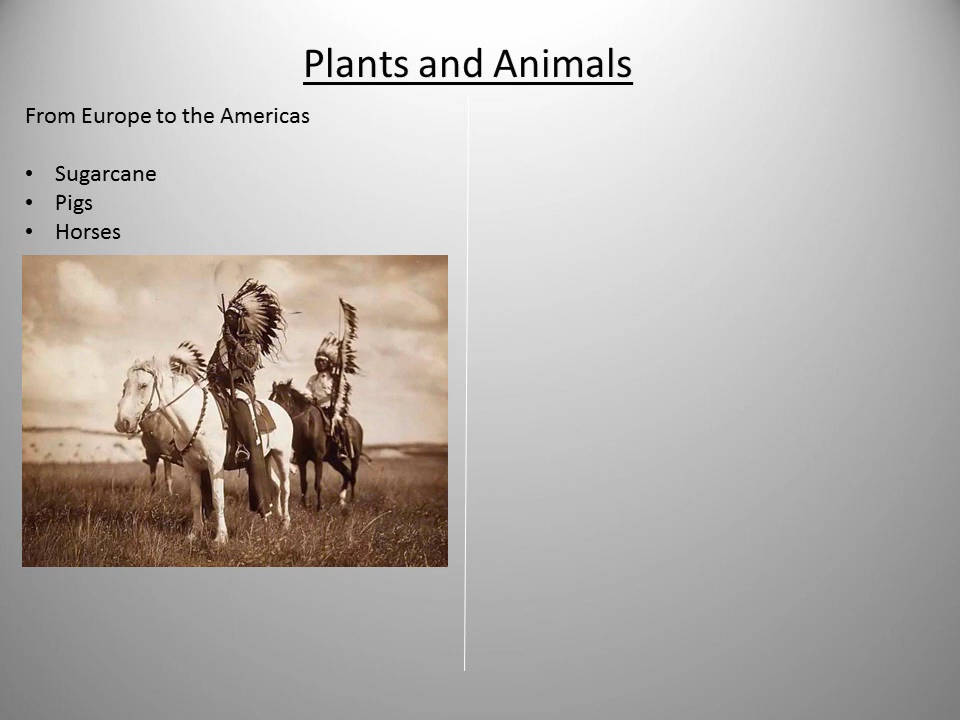 Plants and Animals
From Europe to the Americas
• Sugarcane
• Pigs
• Horses